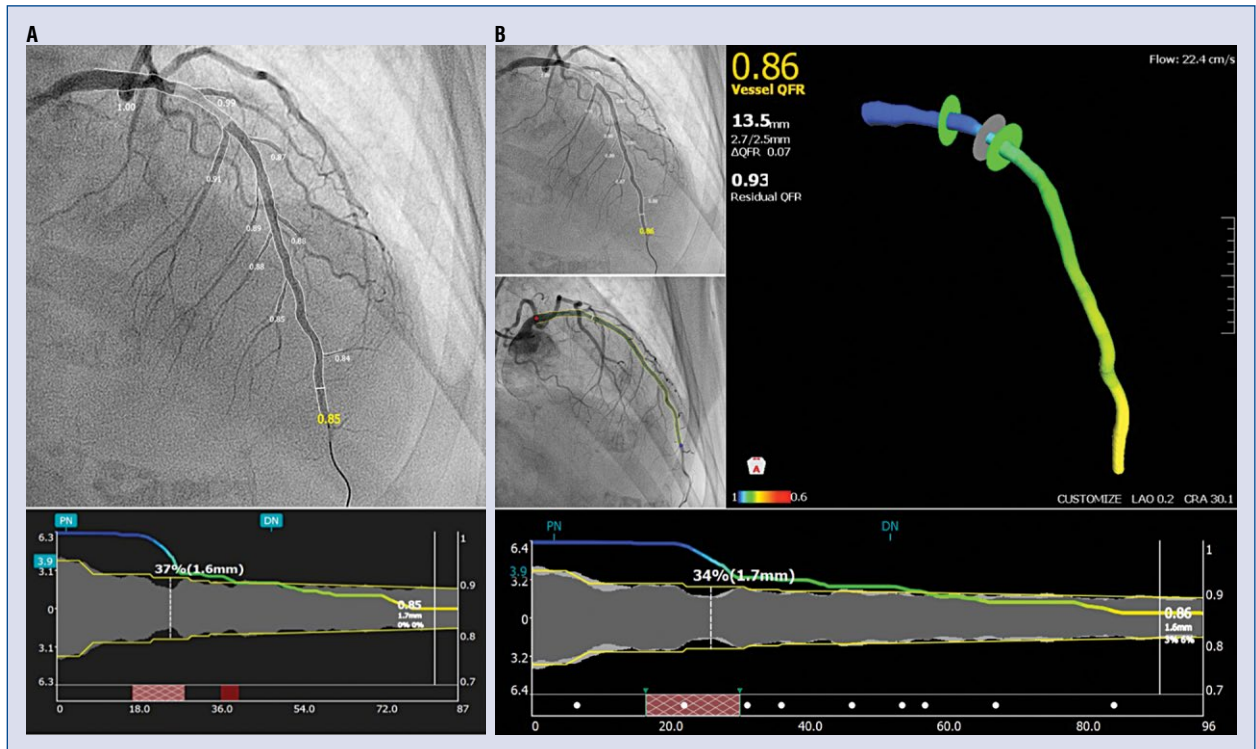 A
1.00
0.99
0.87
0.91
0.89
0.88
0.88
0.85
0.84
0.85
PN
DN
6.3
3.9
3.1
0
3.1
6.3
37%(1.6mm)
0.85
1.7mm
0% 0%
1
0.9
0.8
0.7
0
18.0
36.0
54.0
72.0
87
B
0.86
0.86
Vessel QFR
13.5mm
2.7/2.5mm
ΔQFR 0.07
0.93
Residual QFR
Flow: 22.4 cm/s
A
1
0.6
CUSTOMIZE LAO 0.2 CRA 30.1
PN
DN
6.4
3.9
3.2
0
3.2
6.4
34%(1.7mm)
0.86
1.6mm
3% 6%
1
0.9
0.8
0.7
0
20.0
40.0
60.0
80.0
96